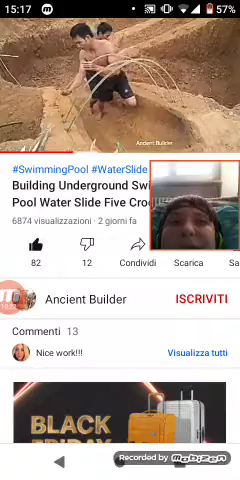 15:17
57%
Ancient Builder
#SwimmingPool #WaterSlide
Building Underground Swi
Pool Water Slide Five Croc
6874 visualizzazioni · 2 giorni fa
82
12
Condividi
Scarica
Sa
Ancient Builder
ISCRIVITI
Commenti 13
Nice work!!!
Visualizza tutti
BLACK
FRIDAY
Recorded by mobizen